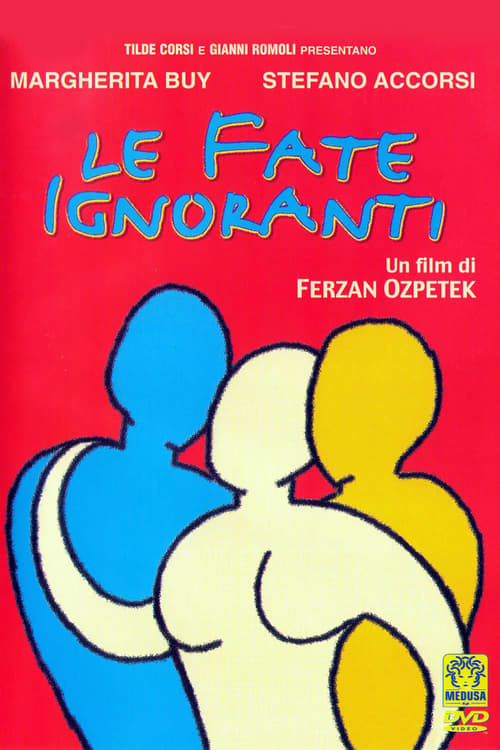 TILDE CORSI E GIANNI ROMOLI PRESENTANO
MARGHERITA BUY STEFANO ACCORSI
LE FATE
IGNORANTI
Un film di
FERZAN OZPETEK
MEDUSA
DVD
VIDEO